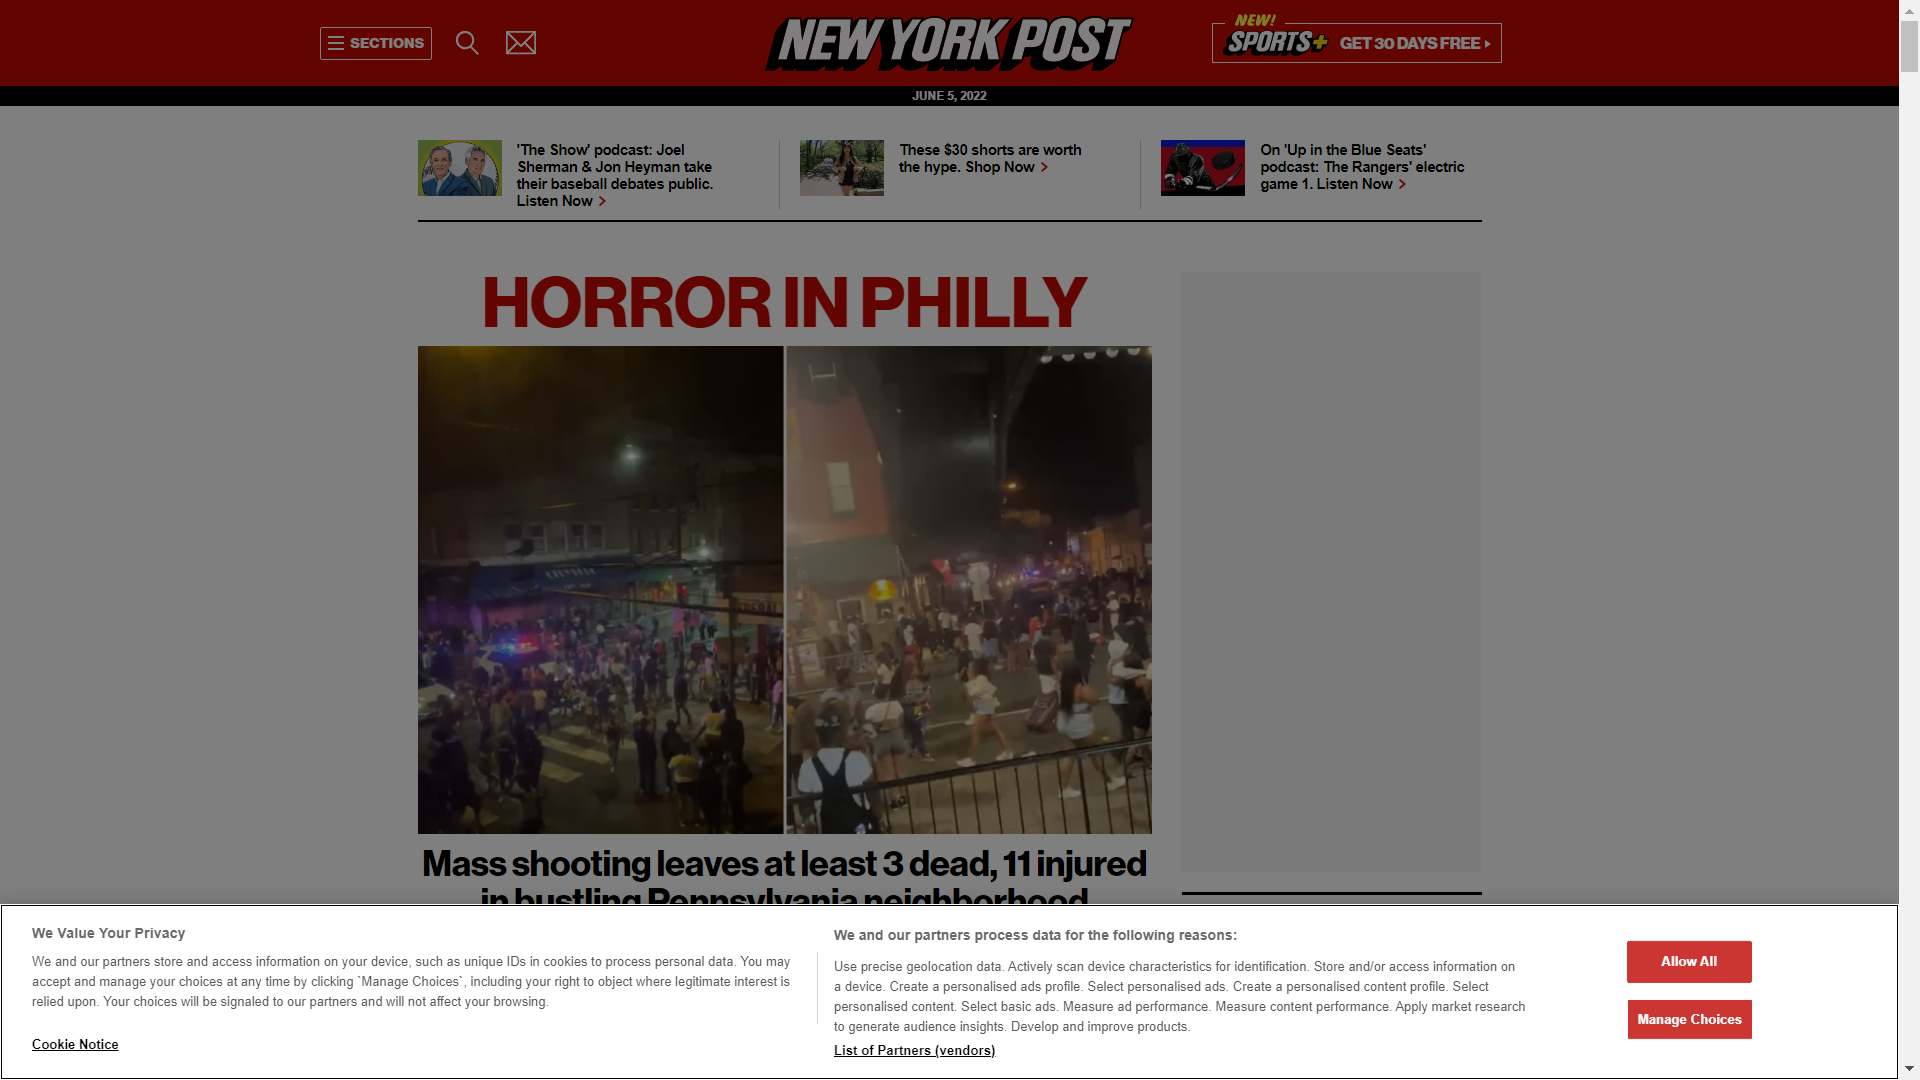 SECTIONS
NEW YORK POST
NEW!
SPORTS+
GET 30 DAYS FREE
JUNE 5, 2022
'The Show' podcast: Joel
Sherman & Jon Heyman take
their baseball debates public.
Listen Now
These $30 shorts are worth
the hype. Shop Now
On 'Up in the Blue Seats'
podcast: The Rangers' electric
game 1. Listen Now
HORROR IN PHILLY
Mass shooting leaves at least 3 dead, 11 injured
in bustling Pennsylvania neighborhood
We Value Your Privacy
We and our partners store and access information on your device, such as unique IDs in cookies to process personal data. You may
accept and manage your choices at any time by clicking `Manage Choices`, including your right to object where legitimate interest is
relied upon. Your choices will be signaled to our partners and will not affect your browsing.
Cookie Notice
We and our partners process data for the following reasons:
Use precise geolocation data. Actively scan device characteristics for identification. Store and/or access information on
a device. Create a personalised ads profile. Select personalised ads. Create a personalised content profile. Select
personalised content. Select basic ads. Measure ad performance. Measure content performance. Apply market research
to generate audience insights. Develop and improve products.
List of Partners (vendors)
Allow All
Manage Choices